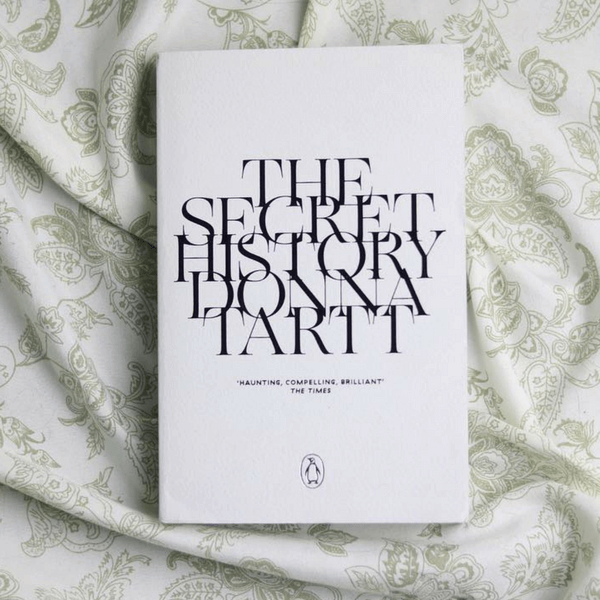 THE
SECRET
HISTORY
DONNA
TARTT
'HAUNTING, COMPELLING, BRILLIANT'
THE TIMES